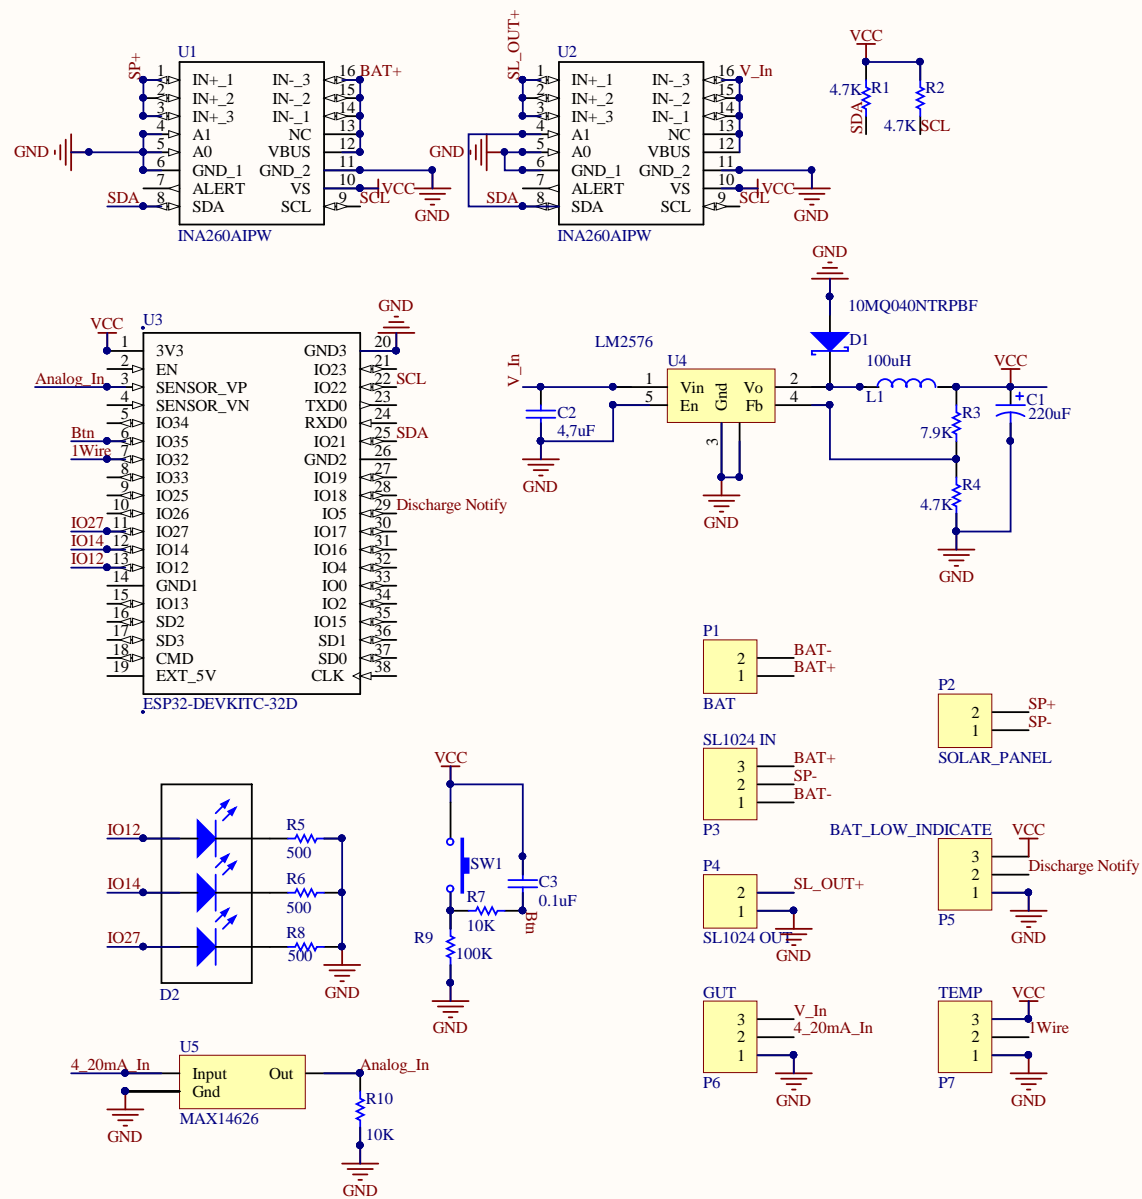 U1
SP+
1 IN+_1 IN-_3 16 BAT+
2 IN+_2 IN-_2 15
3 IN+_3 IN-_1 14
4 A1 NC 13
GND 5 A0 VBUS 12
6 GND_1 GND_2 11
7 ALERT VS 10 VCC
SDA 8 SDA SCL 9 SCL
GND
INA260AIPW
U2
SL_OUT+
1 IN+_1 IN-_3 16 V_In
2 IN+_2 IN-_2 15
3 IN+_3 IN-_1 14
4 A1 NC 13
GND 5 A0 VBUS 12
6 GND_1 GND_2 11
7 ALERT VS 10 VCC
SDA 8 SDA SCL 9 SCL
GND
INA260AIPW
VCC
4.7K R1 R2
SDA 4.7K SCL
U3
VCC GND
1 3V3 GND3 20
2 EN IO23 21
Analog_In 3 SENSOR_VP IO22 22 SCL
4 SENSOR_VN TXD0 23
5 IO34 RXD0 24
Btn 6 IO35 IO21 25 SDA
1Wire 7 IO32 GND2 26
8 IO33 IO19 27
9 IO25 IO18 28
10 IO26 IO5 29 Discharge Notify
IO27 11 IO27 IO17 30
IO14 12 IO14 IO16 31
IO12 13 IO12 IO4 32
14 GND1 IO0 33
15 IO13 IO2 34
16 SD2 IO15 35
17 SD3 SD1 36
18 CMD SD0 37
19 EXT_5V CLK 38
ESP32-DEVKITC-32D
GND
10MQ040NTRPBF
D1
LM2576
U4
V_In
1 Vin Vo 2
5 En Gnd Fb 4
3
C2
4,7uF
GND
GND
100uH
L1
VCC
C1
220uF
R3
7.9K
R4
4.7K
GND
P1
2 BAT-
1 BAT+
BAT
P2
2 SP+
1 SP-
SOLAR_PANEL
SL1024 IN
3 BAT+
2 SP-
1 BAT-
P3
BAT_LOW_INDICATE
VCC
3
2 Discharge Notify
1
P5
GND
P4
2 SL_OUT+
1
SL1024 OUT
GND
GUT
3 V_In
2 4_20mA_In
1
P6
GND
TEMP
VCC
3
2 1Wire
1
P7
GND
IO12 R5
500
IO14 R6
500
IO27 R8
500
D2
GND
VCC
SW1
C3
0.1uF
R7
10K
Btn
R9
100K
GND
U5
4_20mA_In Input Out Analog_In
Gnd
MAX14626
GND
R10
10K
GND